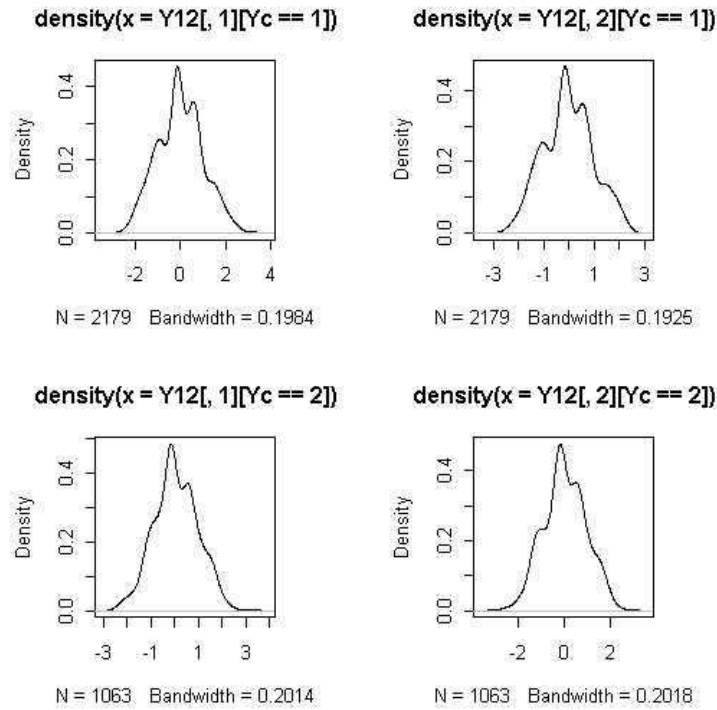 density(x = Y12[, 1][Yc == 1])
Density
0.0 0.2 0.4
-2 0 2 4
N = 2179 Bandwidth = 0.1984
density(x = Y12[, 2][Yc == 1])
Density
0.0 0.2 0.4
-3 -1 1 3
N = 2179 Bandwidth = 0.1925
density(x = Y12[, 1][Yc == 2])
Density
0.0 0.2 0.4
-3 -1 1 3
N = 1063 Bandwidth = 0.2014
density(x = Y12[, 2][Yc == 2])
Density
0.0 0.2 0.4
-2 0 2
N = 1063 Bandwidth = 0.2018